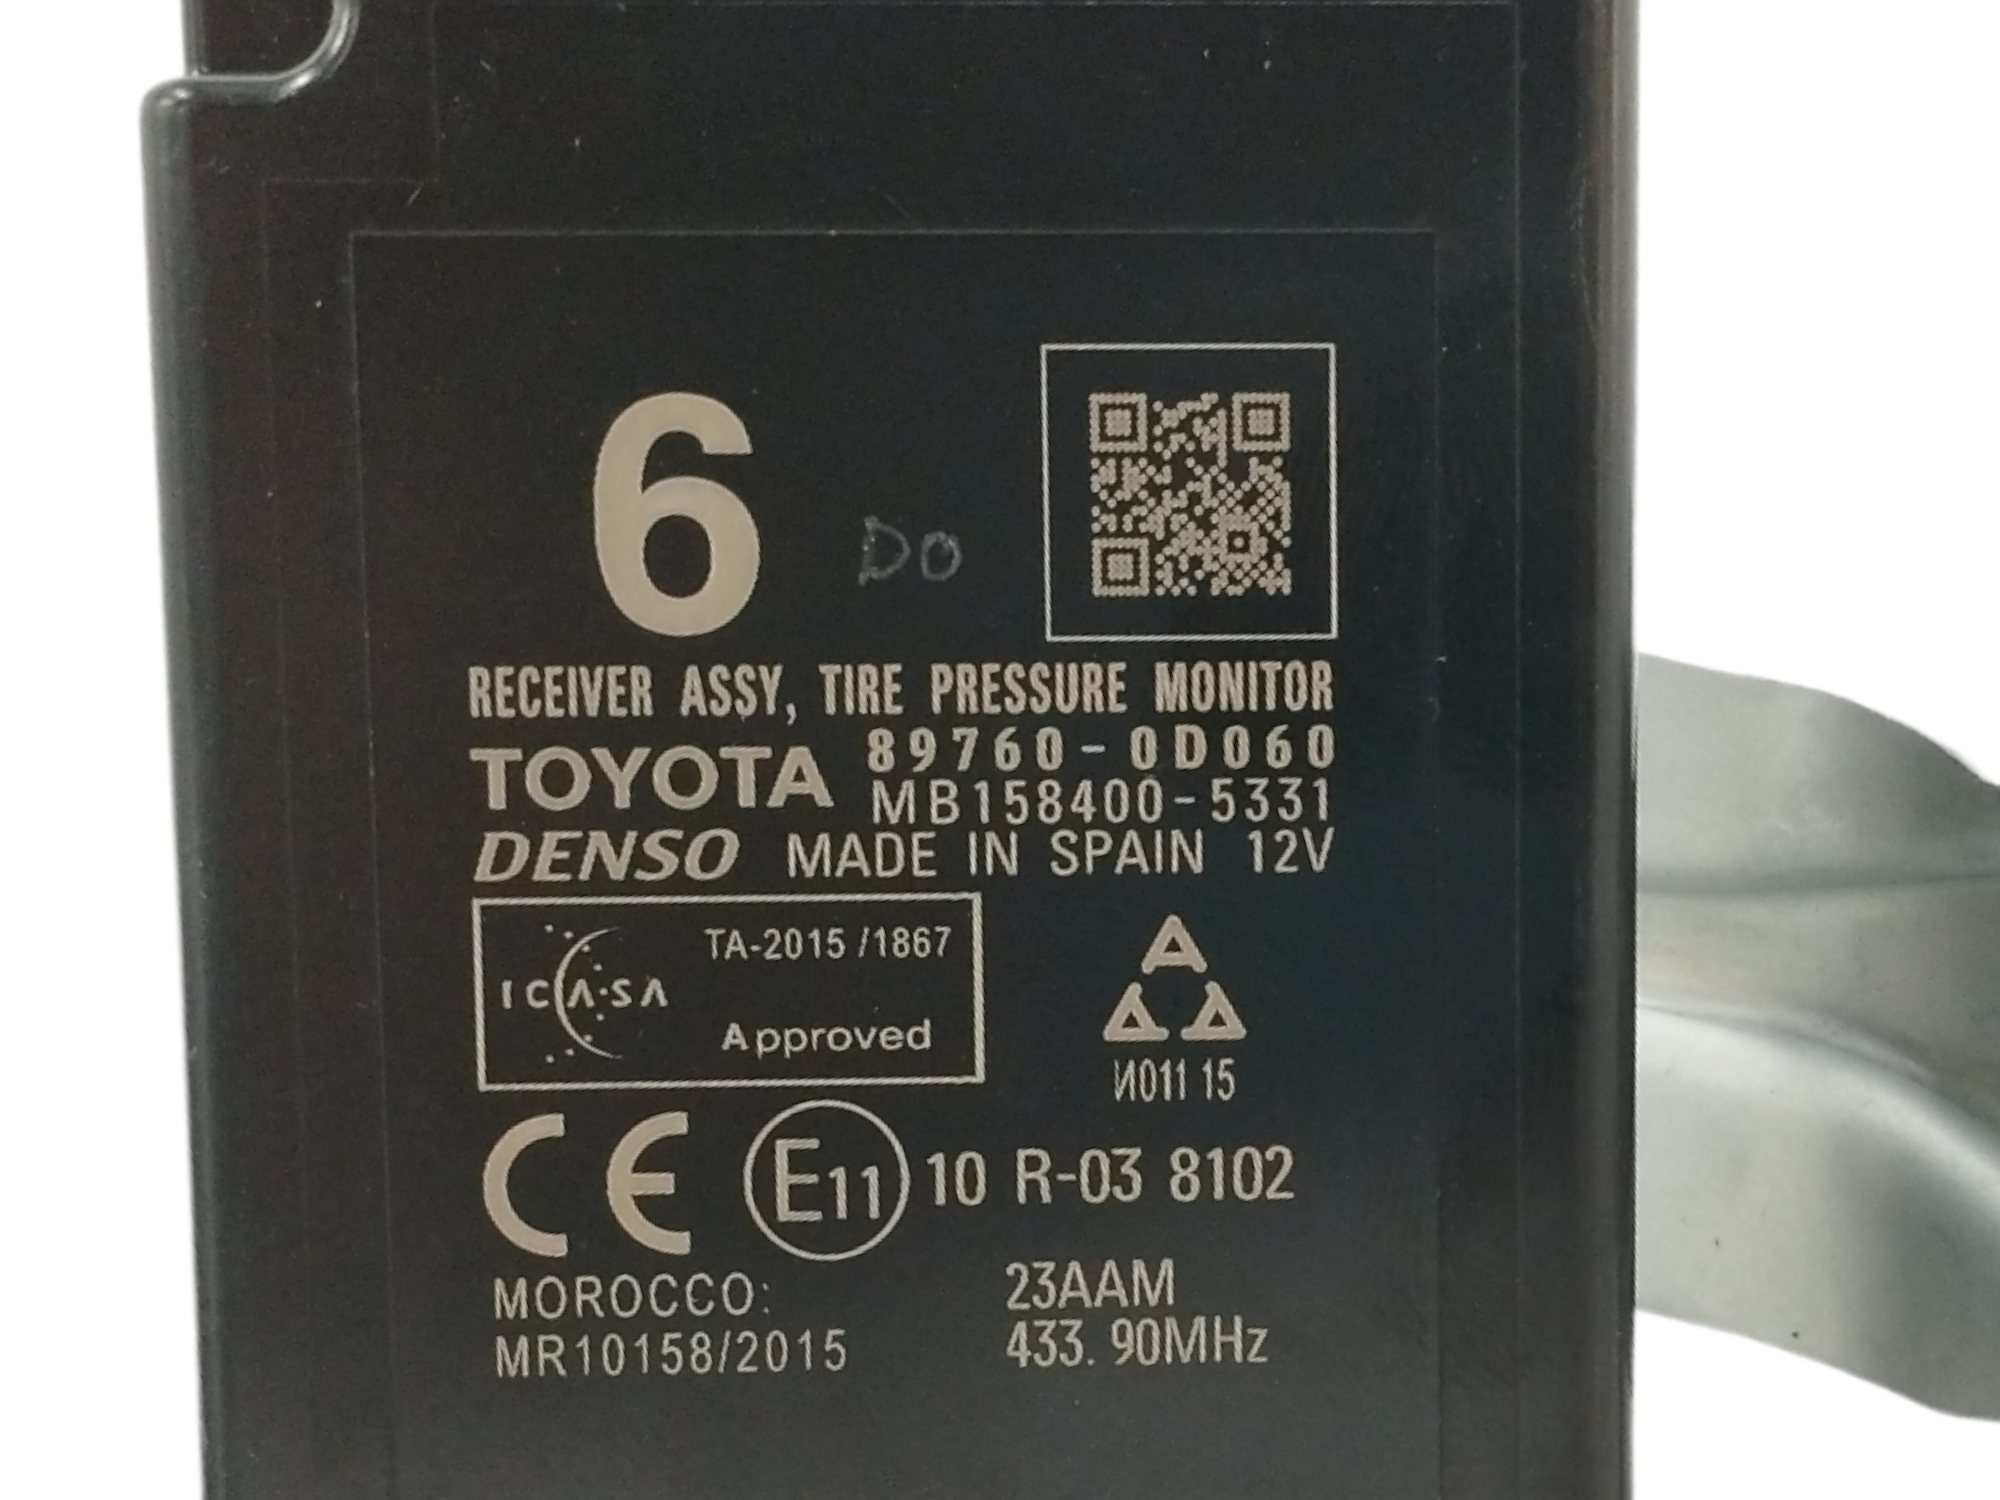 6 DO
RECEIVER ASSY, TIRE PRESSURE MONITOR
TOYOTA 89760-0D060
MB158400-5331
DENSO MADE IN SPAIN 12V
TA-2015 /1867
ICASA
Approved
И011 15
CE E11 10 R-03 8102
MOROCCO: 23AAM
MR10158/2015 433.90MHz